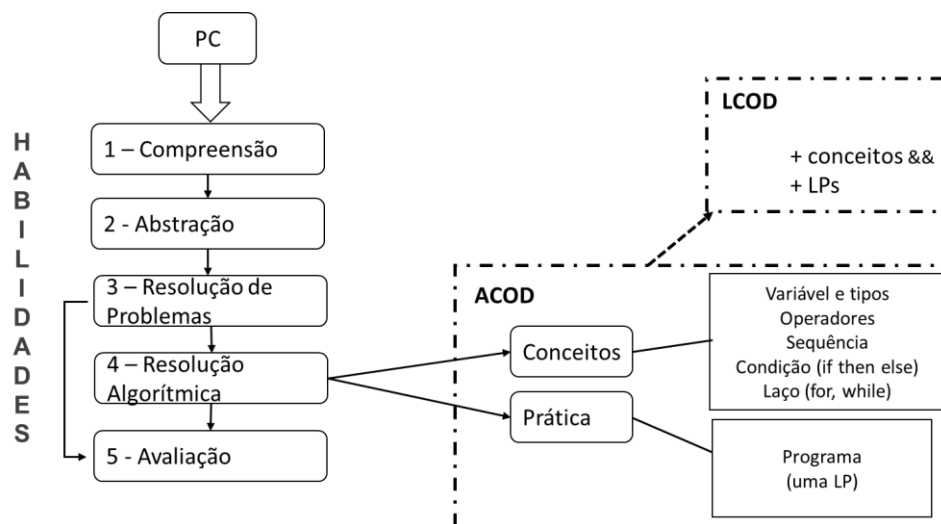 PC
HABILIDADES
1 – Compreensão
2 - Abstração
3 – Resolução de
Problemas
4 – Resolução
Algorítmica
5 - Avaliação
LCOD
+ conceitos &&
+ LPs
ACOD
Conceitos
Prática
Variável e tipos
Operadores
Sequência
Condição (if then else)
Laço (for, while)
Programa
(uma LP)